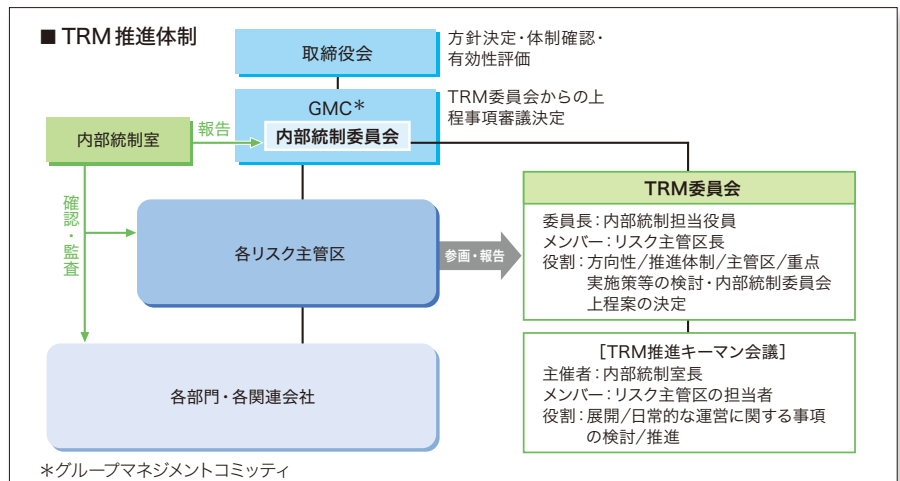 ■ TRM推進体制
取締役会
方針決定・体制確認・
有効性評価
GMC＊
内部統制委員会
TRM委員会からの上
程事項審議決定
内部統制室
報告
確認・監査
各リスク主管区
参画・報告
TRM委員会
委員長：内部統制担当役員
メンバー：リスク主管区長
役割：方向性/推進体制/主管区/重点
実施策等の検討・内部統制委員会
上程案の決定
各部門・各関連会社
［TRM推進キーマン会議］
主催者：内部統制室長
メンバー：リスク主管区の担当者
役割：展開/日常的な運営に関する事項
の検討/推進
＊グループマネジメントコミッティ